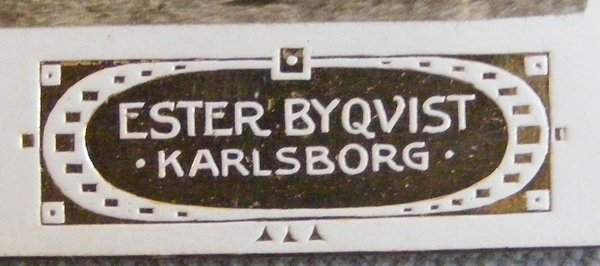 ESTER BYQVIST
· KARLSBORG ·